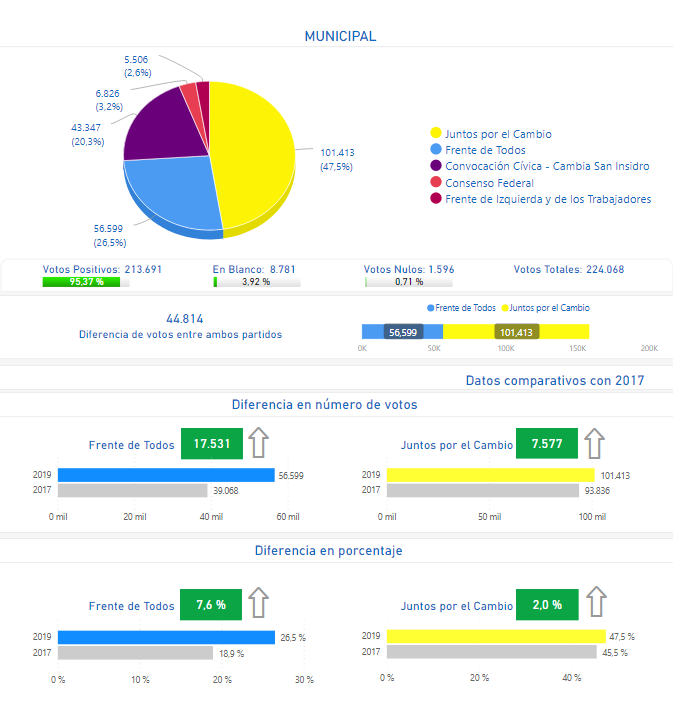 MUNICIPAL
5.506
(2,6%)
6.826
(3,2%)
43.347
(20,3%)
101.413
(47,5%)
56.599
(26,5%)
Juntos por el Cambio
Frente de Todos
Convocación Cívica - Cambia San Insidro
Consenso Federal
Frente de Izquierda y de los Trabajadores
Votos Positivos: 213.691
95,37 %
En Blanco: 8.781
3,92 %
Votos Nulos: 1.596
0,71 %
Votos Totales: 224.068
44.814
Diferencia de votos entre ambos partidos
Frente de Todos Juntos por el Cambio
56,599 101,413
0K 50K 100K 150K 200K
Datos comparativos con 2017
Diferencia en número de votos
Frente de Todos 17.531
2019 56.599
2017 39.068
0 mil 20 mil 40 mil 60 mil
Juntos por el Cambio 7.577
2019 101.413
2017 93.836
0 mil 50 mil 100 mil
Diferencia en porcentaje
Frente de Todos 7,6 %
2019 26,5 %
2017 18,9 %
0 % 10 % 20 % 30 %
Juntos por el Cambio 2,0 %
2019 47,5 %
2017 45,5 %
0 % 20 % 40 %